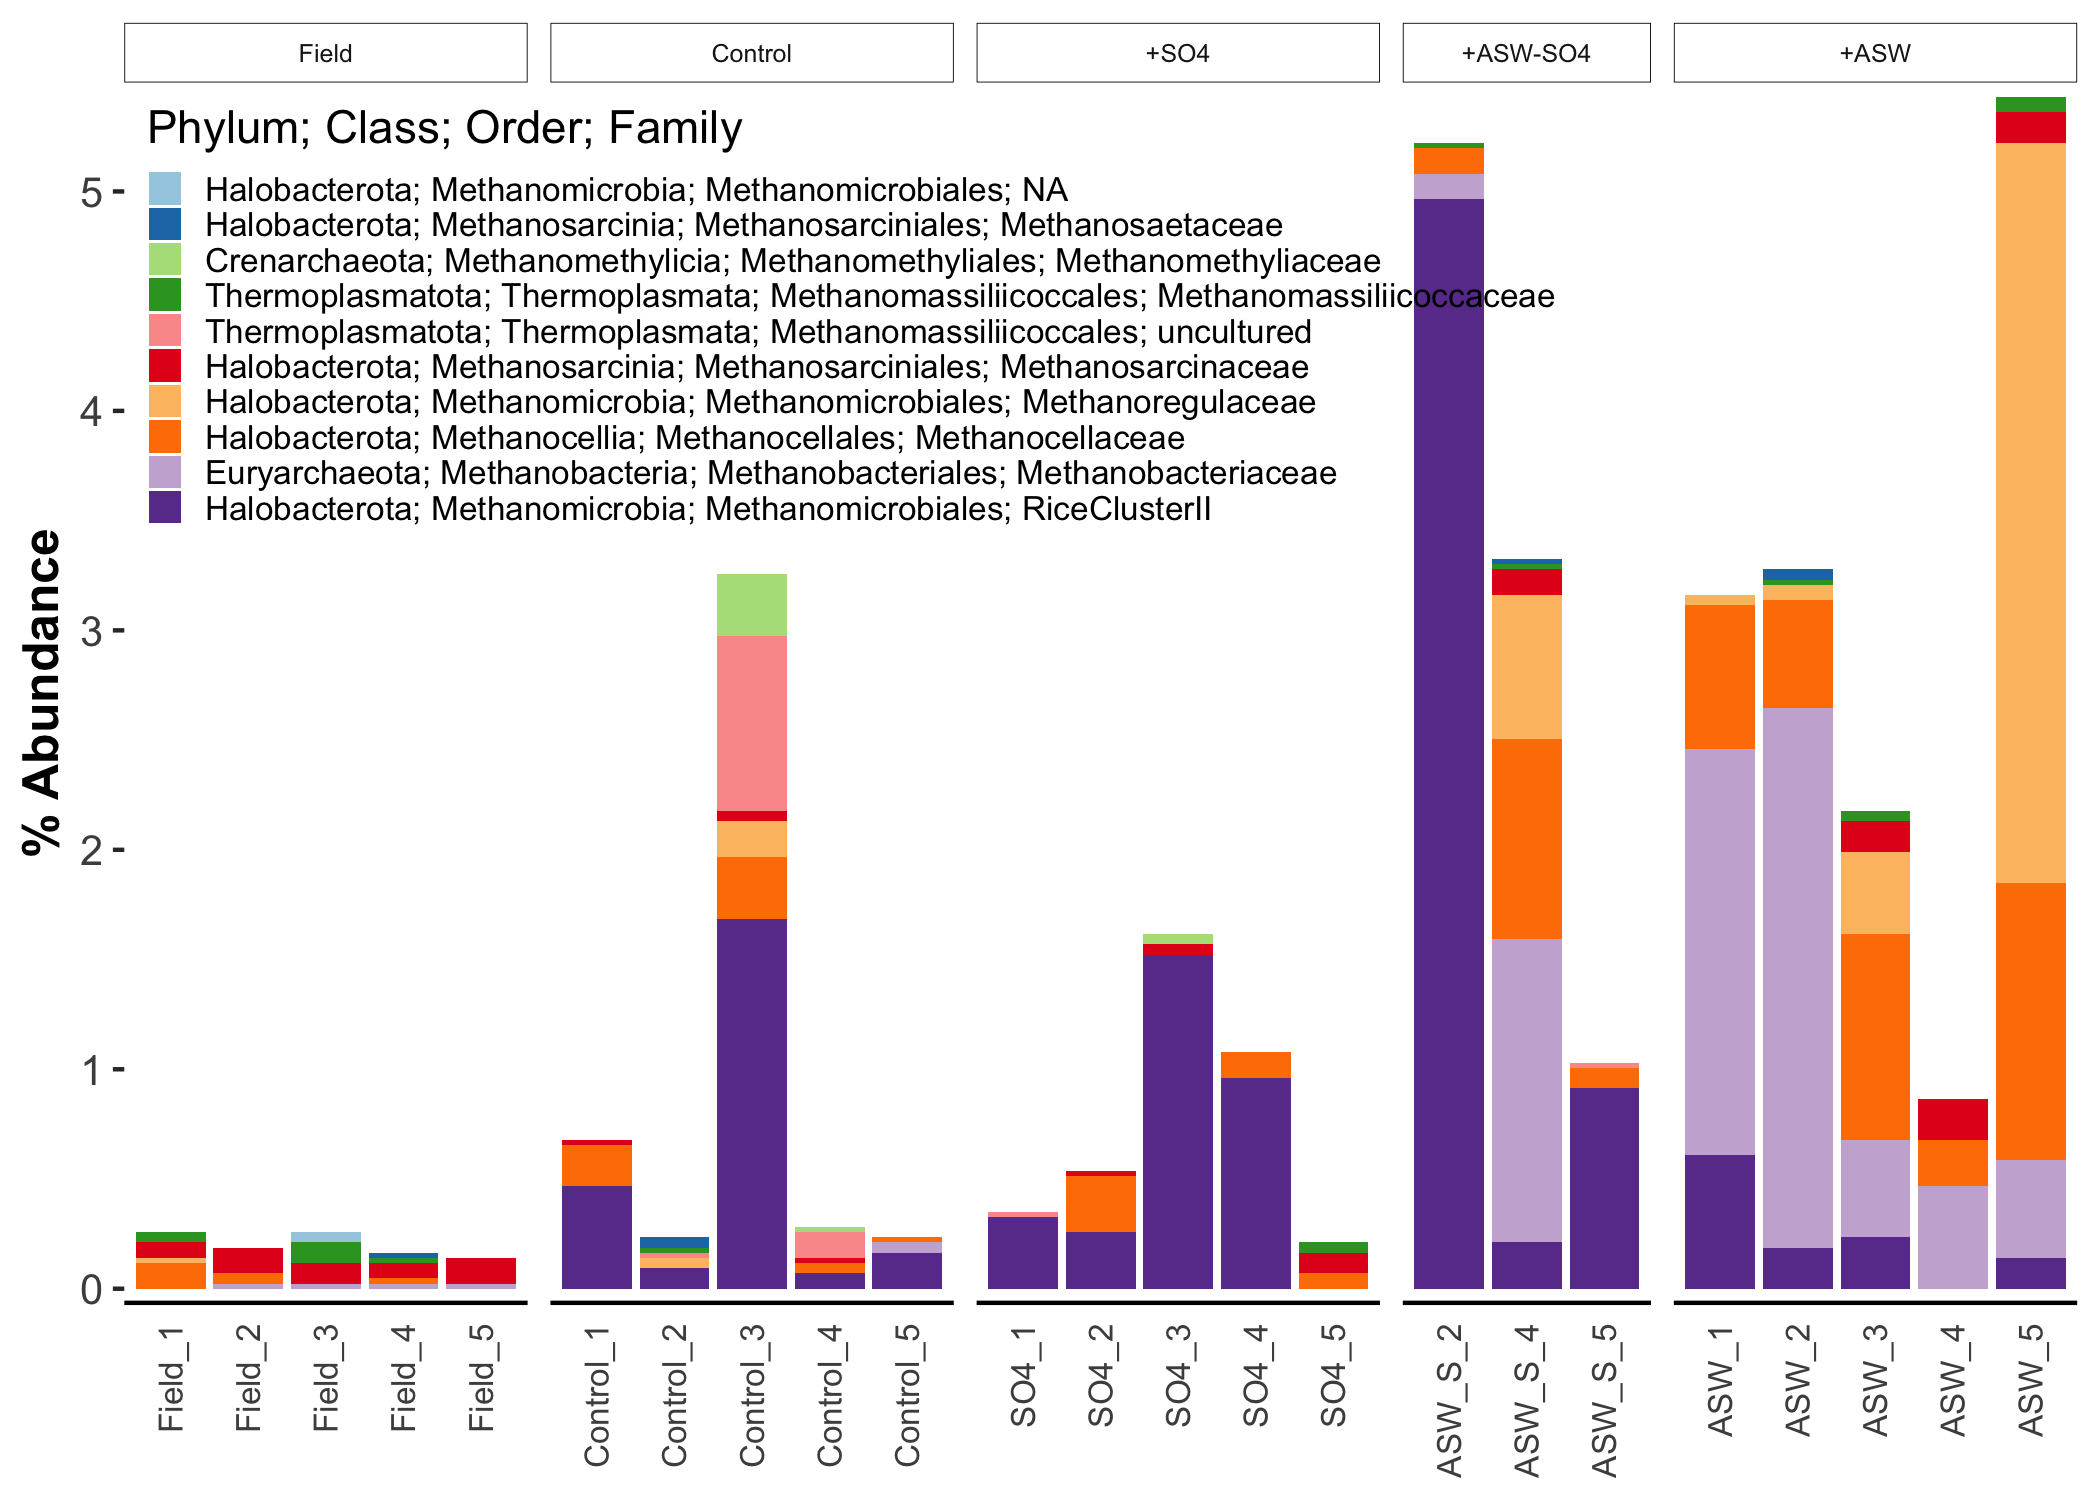 Field Control +SO4 +ASW-SO4 +ASW
Phylum; Class; Order; Family
Halobacterota; Methanomicrobia; Methanomicrobiales; NA
Halobacterota; Methanosarcinia; Methanosarciniales; Methanosaetaceae
Crenarchaeota; Methanomethylicia; Methanomethyliales; Methanomethyliaceae
Thermoplasmatota; Thermoplasmata; Methanomassiliicoccales; Methanomassiliicoccaceae
Thermoplasmatota; Thermoplasmata; Methanomassiliicoccales; uncultured
Halobacterota; Methanosarcinia; Methanosarciniales; Methanosarcinaceae
Halobacterota; Methanomicrobia; Methanomicrobiales; Methanoregulaceae
Halobacterota; Methanocellia; Methanocellales; Methanocellaceae
Euryarchaeota; Methanobacteria; Methanobacteriales; Methanobacteriaceae
Halobacterota; Methanomicrobia; Methanomicrobiales; RiceClusterII
% Abundance
5
4
3
2
1
0
Field_1
Field_2
Field_3
Field_4
Field_5
Control_1
Control_2
Control_3
Control_4
Control_5
SO4_1
SO4_2
SO4_3
SO4_4
SO4_5
ASW_S_2
ASW_S_4
ASW_S_5
ASW_1
ASW_2
ASW_3
ASW_4
ASW_5